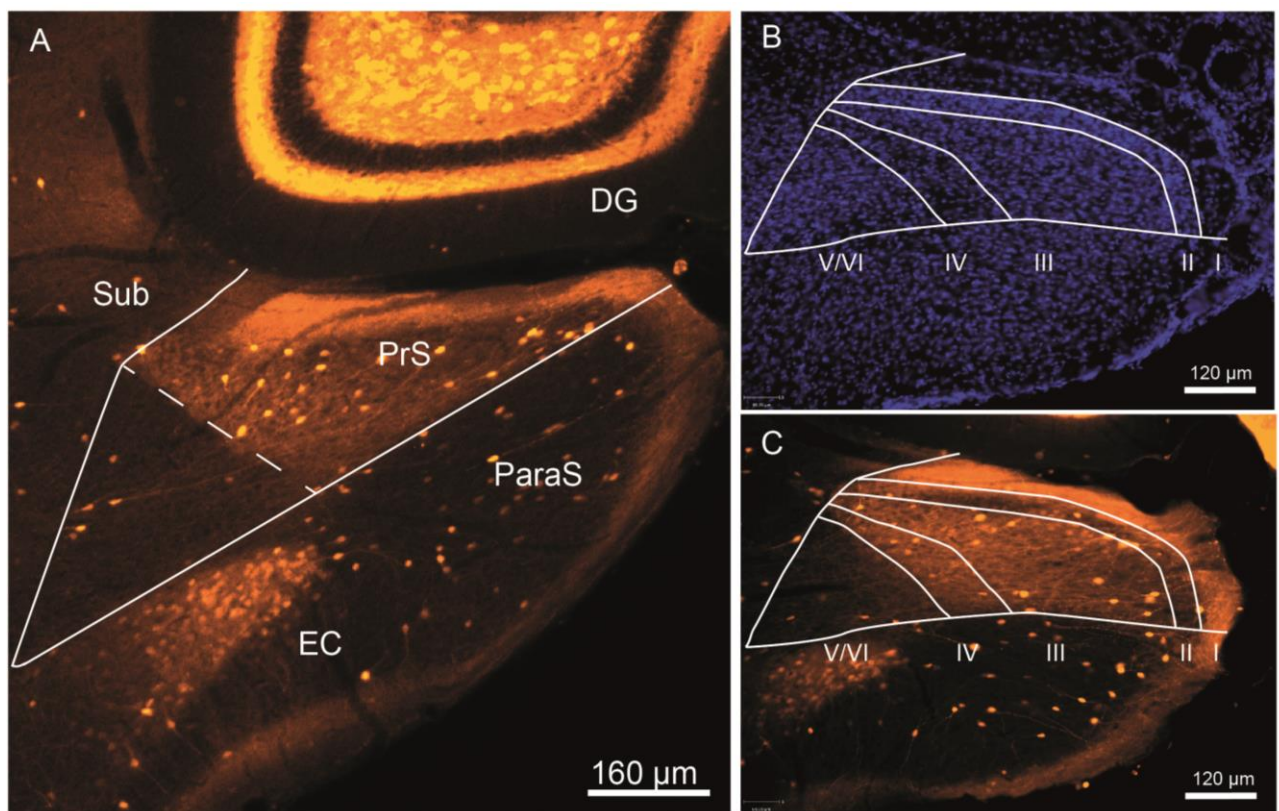 A
DG
Sub
PrS
ParaS
EC
160 µm
B
V/VI IV III II I
120 µm
C
V/VI IV III II I
120 µm